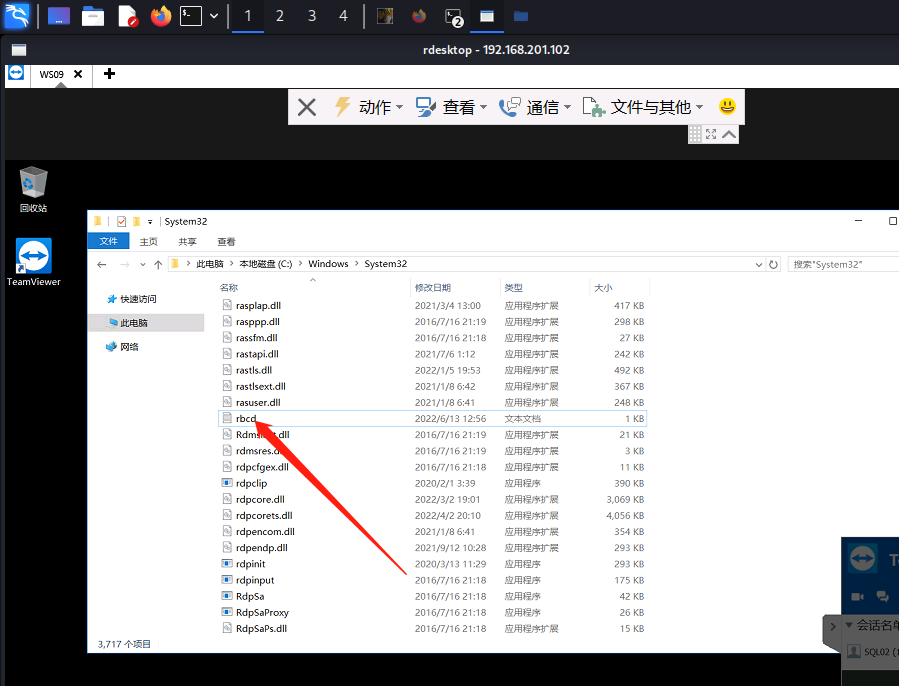 1 2 3 4 2
rdesktop - 192.168.201.102
WS09
动作 查看 通信 文件与其他
回收站
TeamViewer
System32
文件 主页 共享 查看
此电脑 本地磁盘 (C:) Windows System32 搜索"System32"
快速访问
此电脑
网络
名称 修改日期 类型 大小
rasplap.dll 2021/3/4 13:00 应用程序扩展 417 KB
rasppp.dll 2016/7/16 21:19 应用程序扩展 298 KB
rassfm.dll 2016/7/16 21:18 应用程序扩展 27 KB
rastapi.dll 2021/7/6 1:12 应用程序扩展 242 KB
rastls.dll 2022/1/5 19:53 应用程序扩展 492 KB
rastlsext.dll 2021/1/8 6:42 应用程序扩展 367 KB
rasuser.dll 2021/1/8 6:41 应用程序扩展 248 KB
rbcd 2022/6/13 12:56 文本文档 1 KB
2016/7/16 21:19 应用程序扩展 21 KB
2016/7/16 21:19 应用程序扩展 3 KB
rdpcfgex.dll 2016/7/16 21:18 应用程序扩展 11 KB
rdpclip 2020/2/1 3:39 应用程序 390 KB
rdpcore.dll 2022/3/2 19:01 应用程序扩展 3,069 KB
rdpcorets.dll 2022/4/2 20:10 应用程序扩展 4,056 KB
rdpencom.dll 2021/1/8 6:41 应用程序扩展 354 KB
rdpendp.dll 2021/9/12 10:28 应用程序扩展 293 KB
rdpinit 2020/3/13 11:29 应用程序 293 KB
rdpinput 2016/7/16 21:18 应用程序 175 KB
RdpSa 2016/7/16 21:18 应用程序 42 KB
RdpSaProxy 2016/7/16 21:18 应用程序 26 KB
RdpSaPs.dll 2016/7/16 21:18 应用程序扩展 15 KB
3,717 个项目
会话名单
SQL02